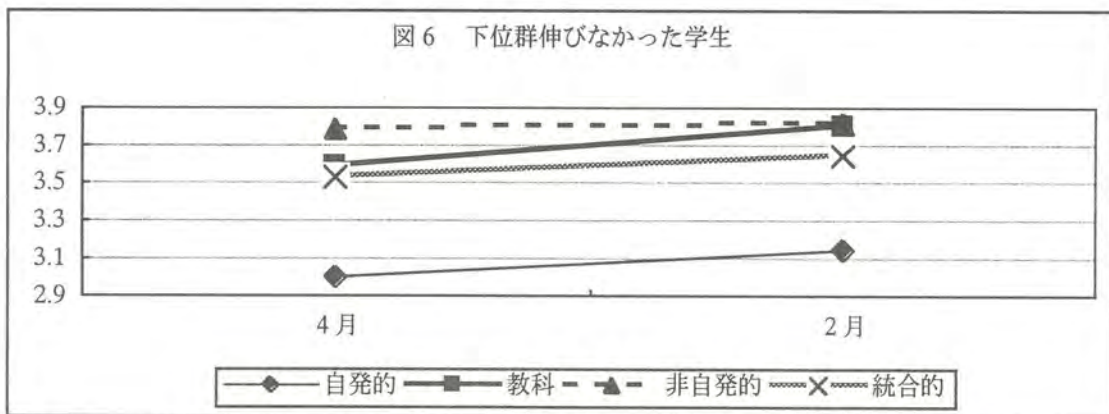 図6 下位群伸びなかった学生
3.9
3.7
3.5
3.3
3.1
2.9
4月 2月
自発的 教科 非自発的 統合的